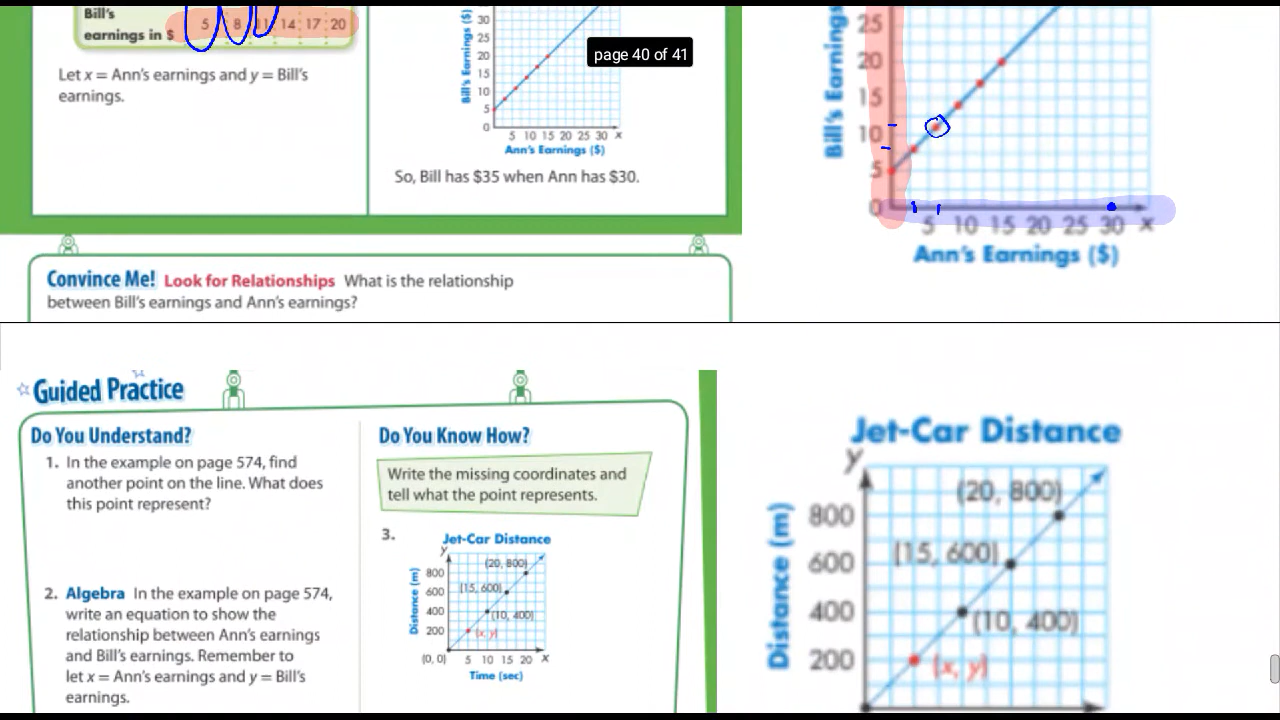 Bill's
earnings in $ 5 8 11 14 17 20
Let x = Ann's earnings and y = Bill's
earnings.
Bill's Earnings ($)
30
25
20
15
10
5
0
5 10 15 20 25 30 x
Ann's Earnings ($)
So, Bill has $35 when Ann has $30.
page 40 of 41
Bill's Earnings
25
20
15
10
5
0
5 10 15 20 25 30 x
Ann's Earnings ($)
Convince Me! Look for Relationships What is the relationship
between Bill's earnings and Ann's earnings?
Guided Practice
Do You Understand?
1. In the example on page 574, find
another point on the line. What does
this point represent?
2. Algebra In the example on page 574,
write an equation to show the
relationship between Ann's earnings
and Bill's earnings. Remember to
let x = Ann's earnings and y = Bill's
earnings.
Do You Know How?
Write the missing coordinates and
tell what the point represents.
3.
Jet-Car Distance
y
Distance (m)
800
600
400
200
(20, 800)
(15, 600)
(10, 400)
(x, y)
(0, 0) 5 10 15 20 x
Time (sec)
Jet-Car Distance
y
Distance (m)
800
600
400
200
(20, 800)
(15, 600)
(10, 400)
(x, y)